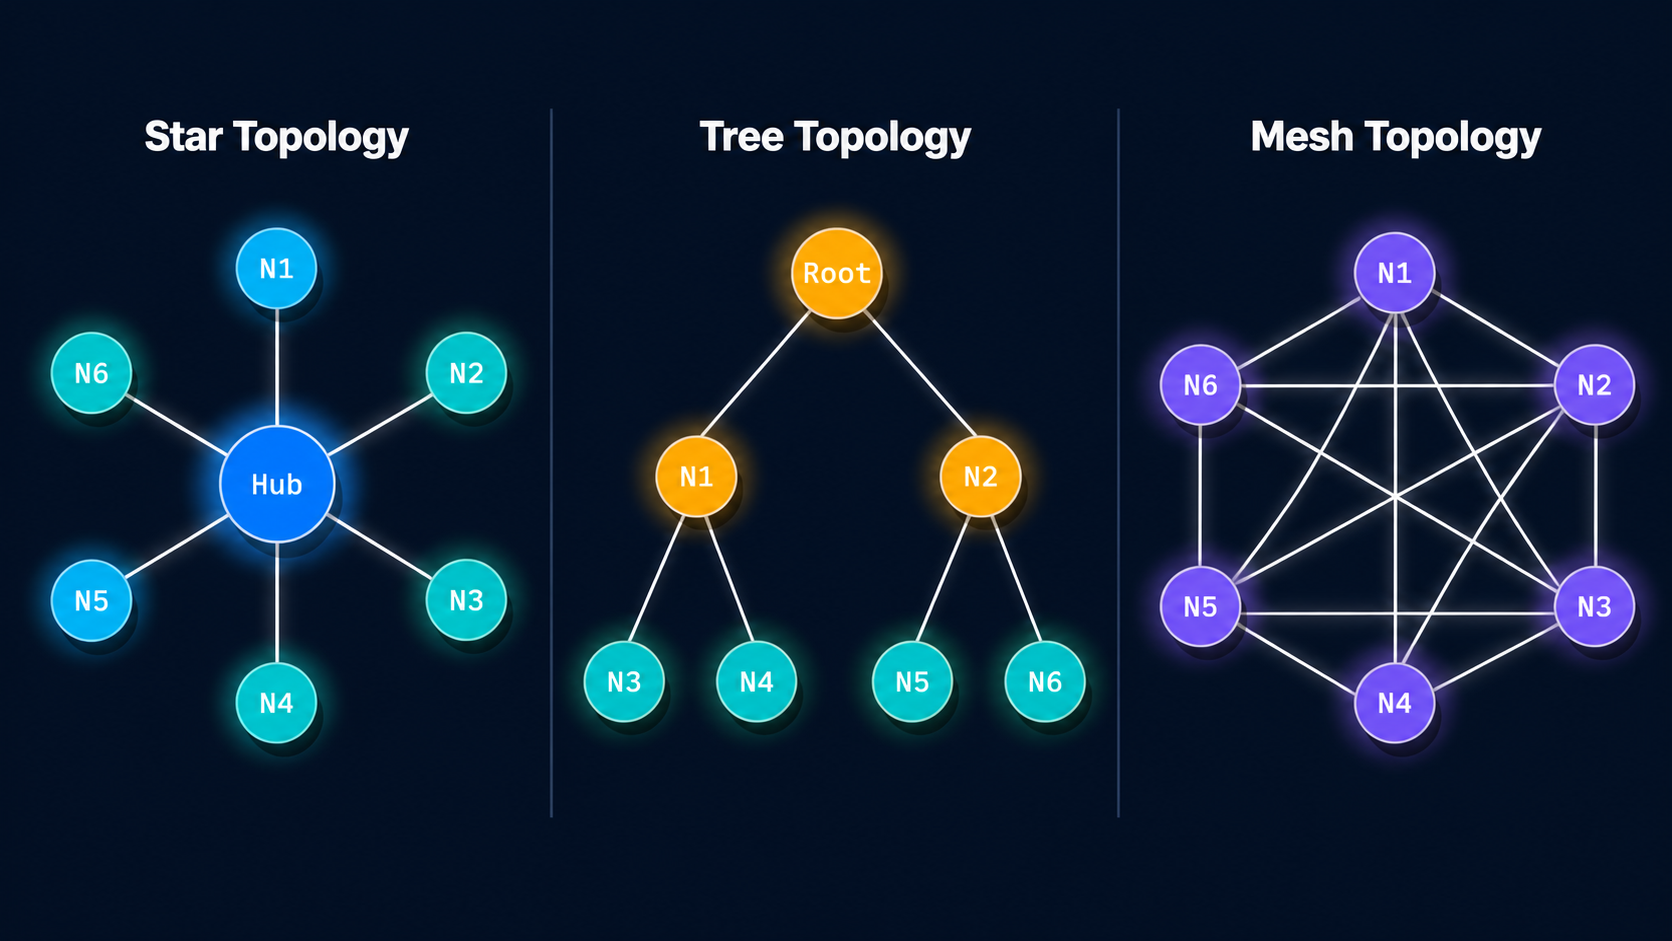 Star Topology
N1
N6
N2
Hub
N5
N3
N4
Tree Topology
Root
N1
N2
N3
N4
N5
N6
Mesh Topology
N1
N6
N2
N5
N3
N4